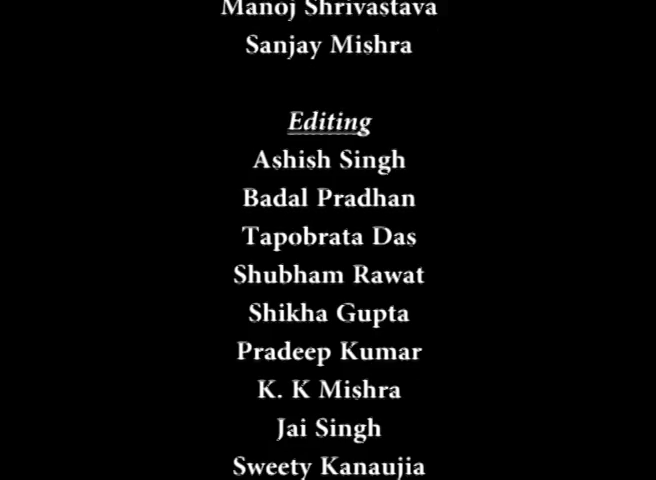 Manoj Shrivastava
Sanjay Mishra
Editing
Ashish Singh
Badal Pradhan
Tapobrata Das
Shubham Rawat
Shikha Gupta
Pradeep Kumar
K. K Mishra
Jai Singh
Sweety Kanaujia